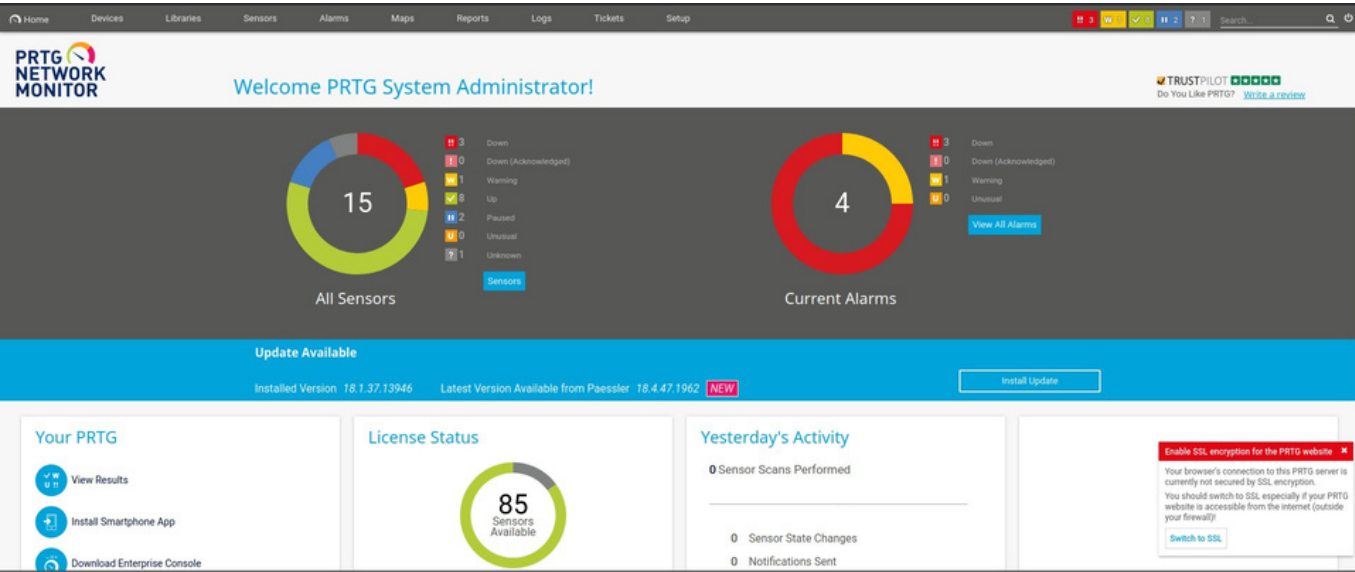 Home Devices Libraries Sensors Alarms Maps Reports Logs Tickets Setup
!! 3 W ✓ II 2 ? 1 Search...
PRTG
NETWORK
MONITOR
Welcome PRTG System Administrator!
TRUSTPILOT
Do You Like PRTG? Write a review
15
All Sensors
!! 3 Down
! 0 Down (Acknowledged)
W 1 Warning
✓ 8 Up
II 2 Paused
U 0 Unusual
? 1 Unknown
Sensors
4
Current Alarms
!! 3 Down
! 0 Down (Acknowledged)
W 1 Warning
U 0 Unusual
View All Alarms
Update Available
Installed Version 18.1.37.13946 Latest Version Available from Paessler 18.4.47.1962 NEW
Install Update
Your PRTG
View Results
Install Smartphone App
Download Enterprise Console
License Status
85
Sensors
Available
Yesterday's Activity
0 Sensor Scans Performed
0 Sensor State Changes
0 Notifications Sent
Enable SSL encryption for the PRTG website ×
Your browser's connection to this PRTG server is
currently not secured by SSL encryption.
You should switch to SSL especially if your PRTG
website is accessible from the internet (outside
your firewall)!
Switch to SSL